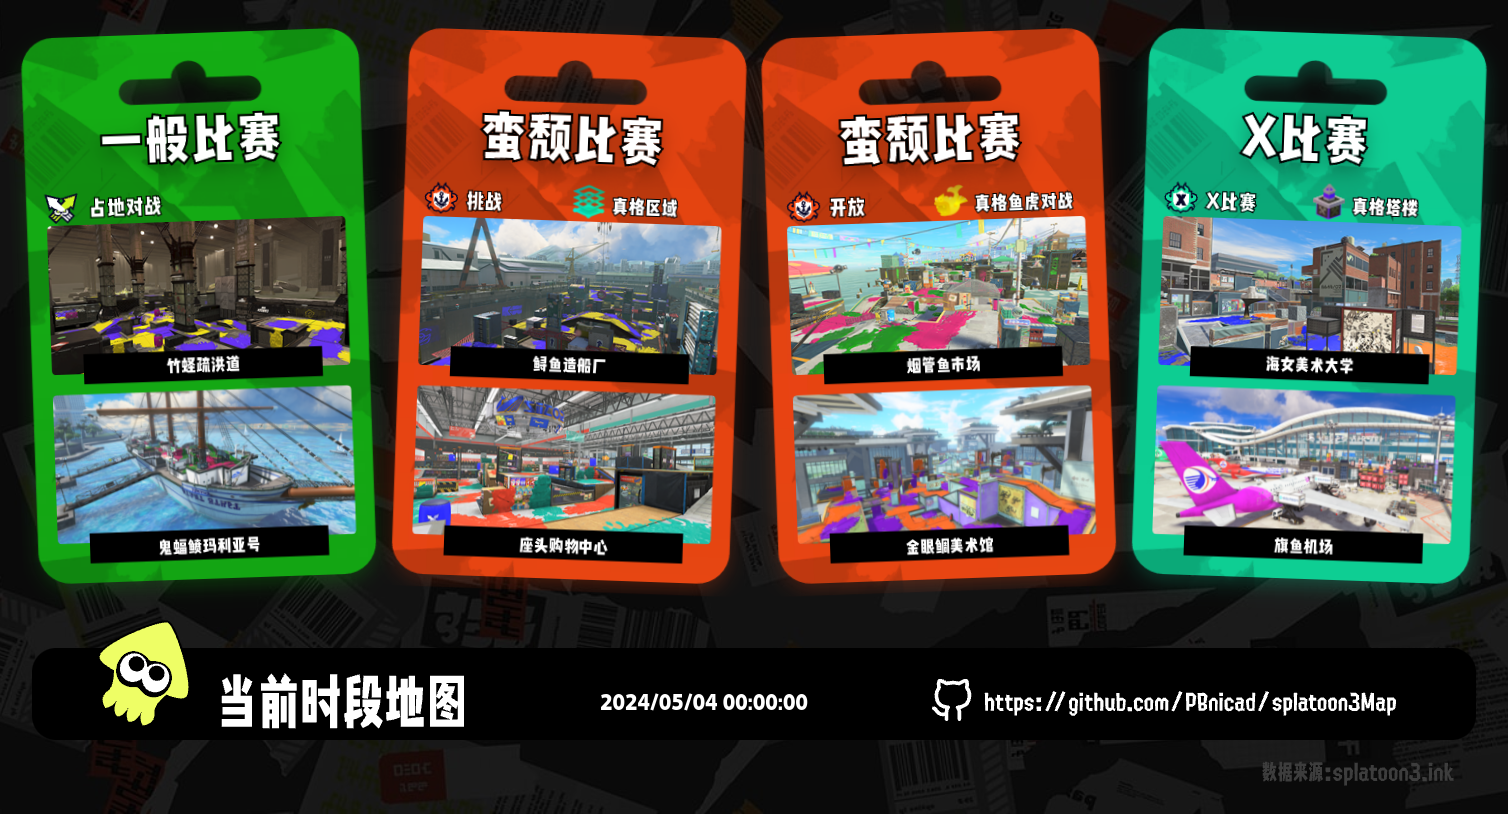 一般比赛
占地对战
竹蛏疏洪道
鬼蝠鲼玛利亚号
蛮颓比赛
挑战
真格区域
鲟鱼造船厂
座头购物中心
蛮颓比赛
开放
真格鱼虎对战
烟管鱼市场
金眼鲷美术馆
X比赛
X比赛
真格塔楼
海女美术大学
旗鱼机场
当前时段地图
2024/05/04 00:00:00
https://github.com/PBnicad/splatoon3Map
数据来源:splatoon3.ink